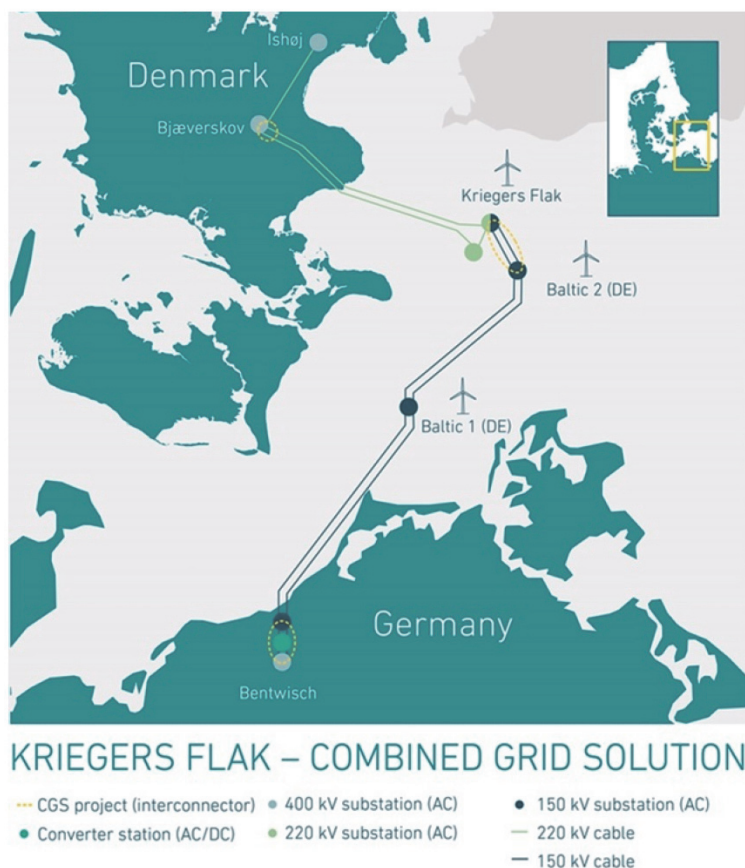 Ishøj
Denmark
Bjæverskov
Kriegers Flak
Baltic 2 (DE)
Baltic 1 (DE)
Germany
Bentwisch
KRIEGERS FLAK – COMBINED GRID SOLUTION
CGS project (interconnector)
400 kV substation (AC)
150 kV substation (AC)
Converter station (AC/DC)
220 kV substation (AC)
220 kV cable
150 kV cable